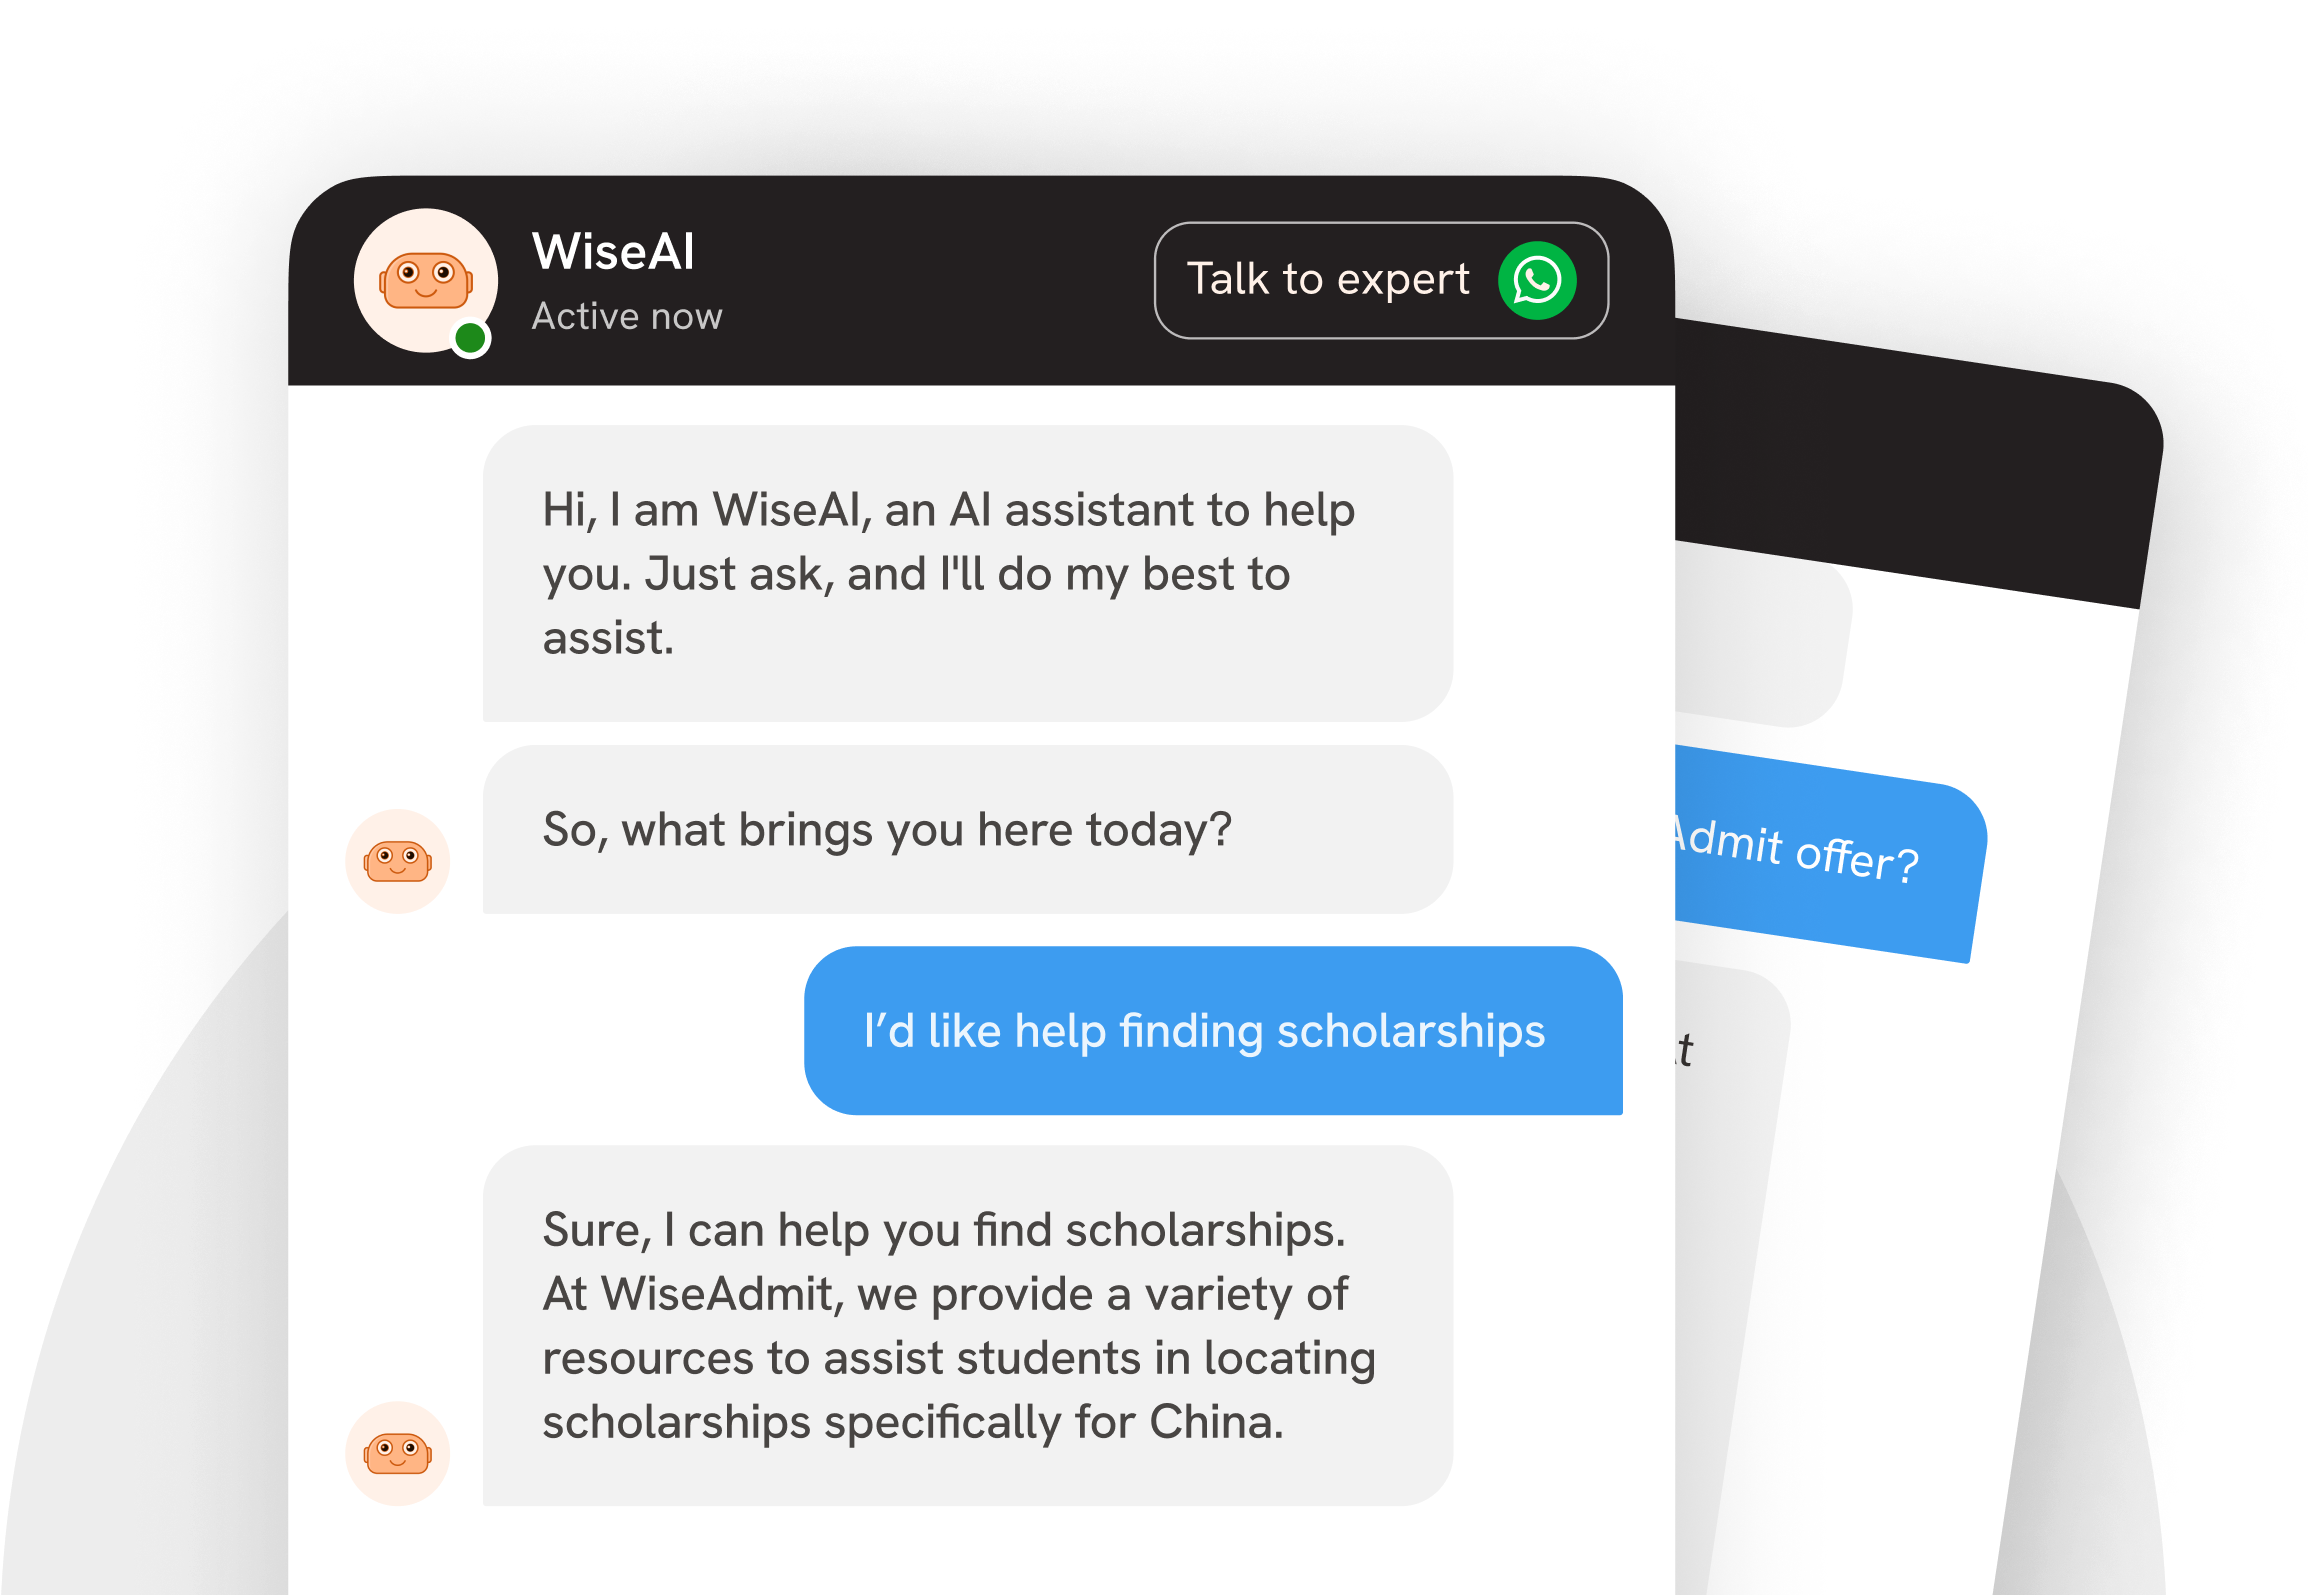 WiseAI
Active now
Talk to expert
Hi, I am WiseAI, an AI assistant to help
you. Just ask, and I'll do my best to
assist.
So, what brings you here today?
I’d like help finding scholarships
Sure, I can help you find scholarships.
At WiseAdmit, we provide a variety of
resources to assist students in locating
scholarships specifically for China.
Admit offer?